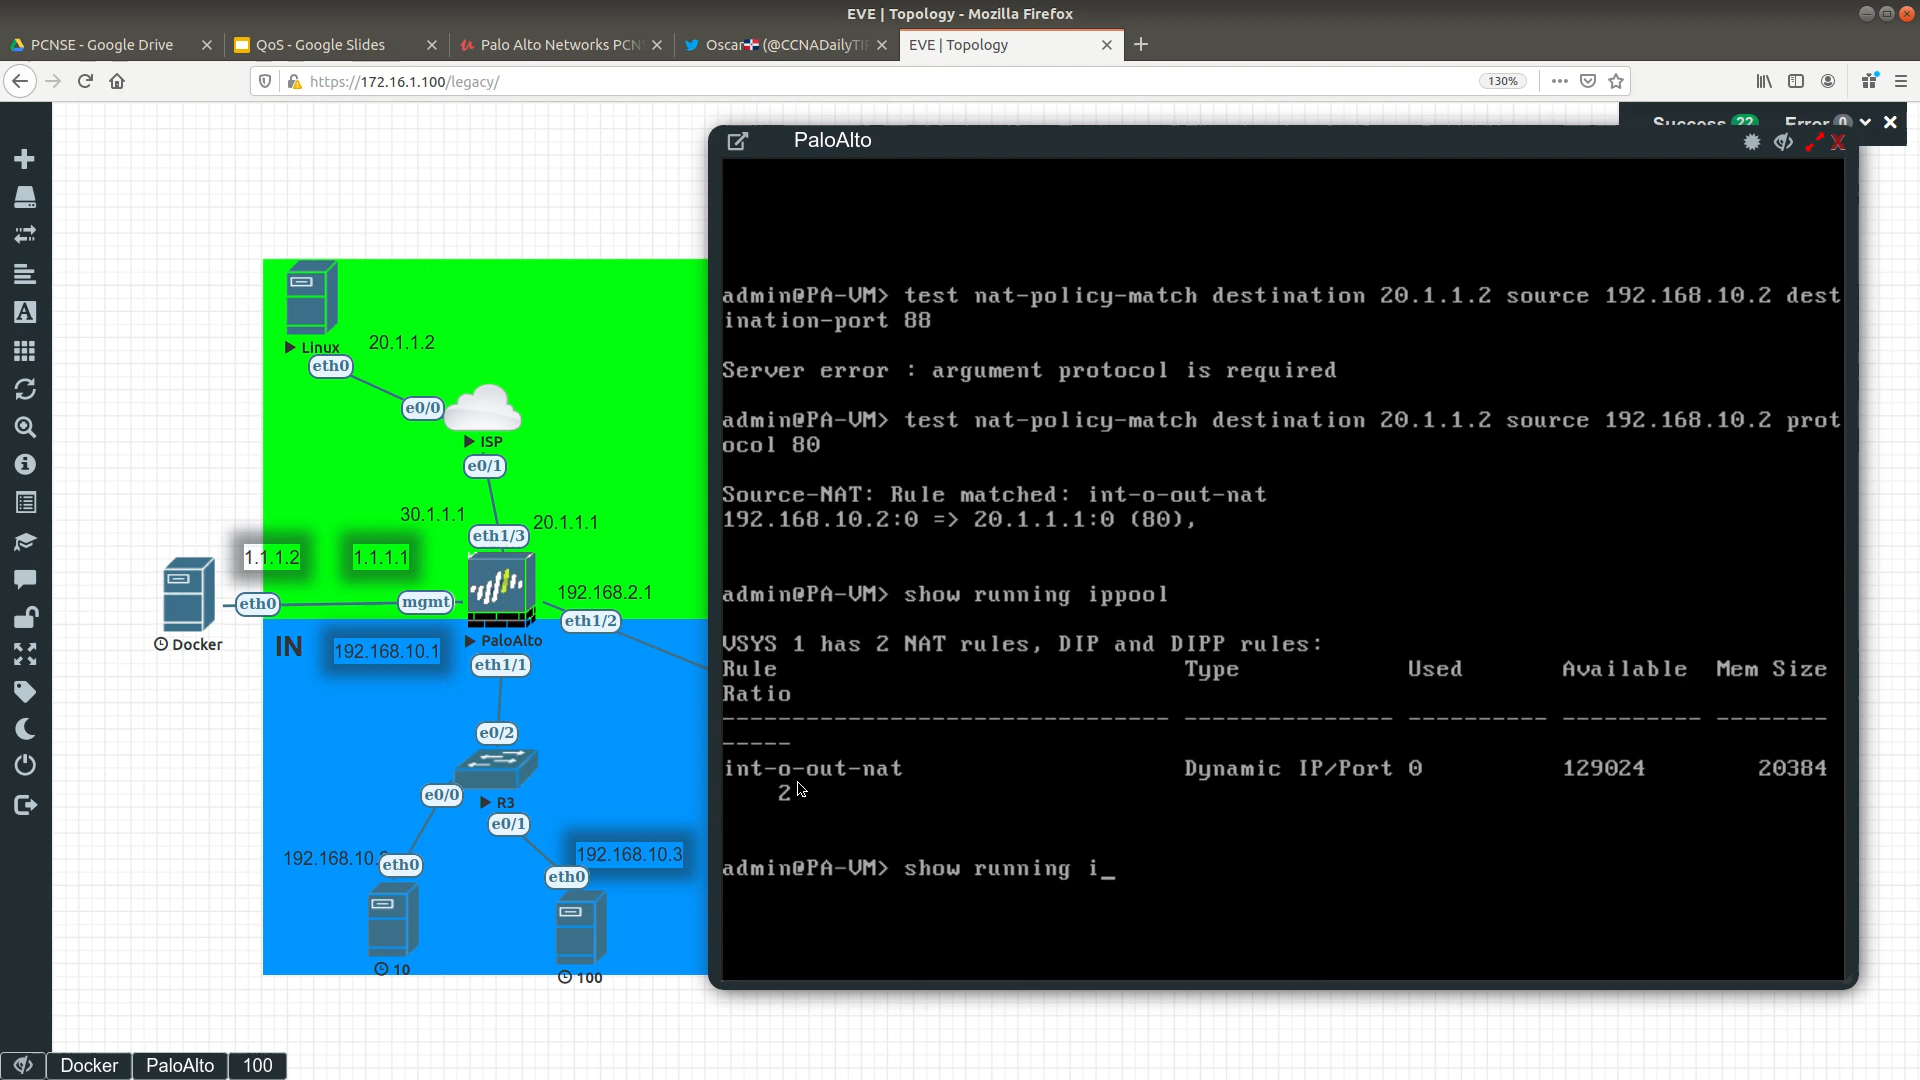 EVE | Topology - Mozilla Firefox
PCNSE - Google Drive
QoS - Google Slides
Palo Alto Networks PCN
Oscar (@CCNADailyTI
EVE | Topology
https://172.16.1.100/legacy/
130%
Success 22 Error 0
PaloAlto
Linux
20.1.1.2
eth0
e0/0
ISP
e0/1
30.1.1.1
20.1.1.1
eth1/3
1.1.1.2
1.1.1.1
192.168.2.1
eth0
mgmt
eth1/2
Docker
IN
192.168.10.1
PaloAlto
eth1/1
e0/2
e0/0
R3
e0/1
192.168.10.
eth0
192.168.10.3
eth0
10
100
admin@PA-VM> test nat-policy-match destination 20.1.1.2 source 192.168.10.2 dest
ination-port 88
Server error : argument protocol is required
admin@PA-VM> test nat-policy-match destination 20.1.1.2 source 192.168.10.2 prot
ocol 80
Source-NAT: Rule matched: int-o-out-nat
192.168.10.2:0 => 20.1.1.1:0 (80),
admin@PA-VM> show running ippool
VSYS 1 has 2 NAT rules, DIP and DIPP rules:
Rule Type Used Available Mem Size
Ratio
-------------------------------- --------------- ---------- ---------- --------
-----
int-o-out-nat Dynamic IP/Port 0 129024 20384
2
admin@PA-VM> show running i_
Docker
PaloAlto
100